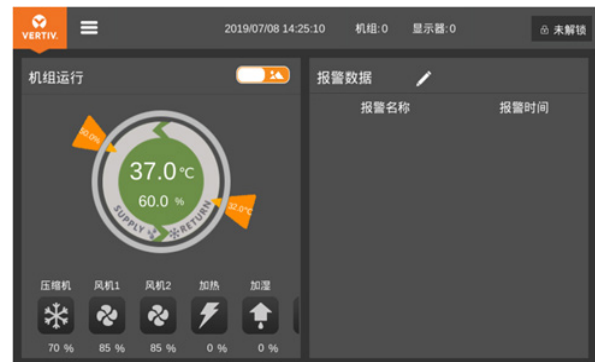 VERTIV.
2019/07/08 14:25:10 机组:0 显示器:0 未解锁
机组运行
50.0%
37.0 ℃
60.0 %
32.0℃
SUPPLY RETURN
压缩机 风机1 风机2 加热 加湿
70 % 85 % 85 % 0 % 0 %
报警数据
报警名称 报警时间